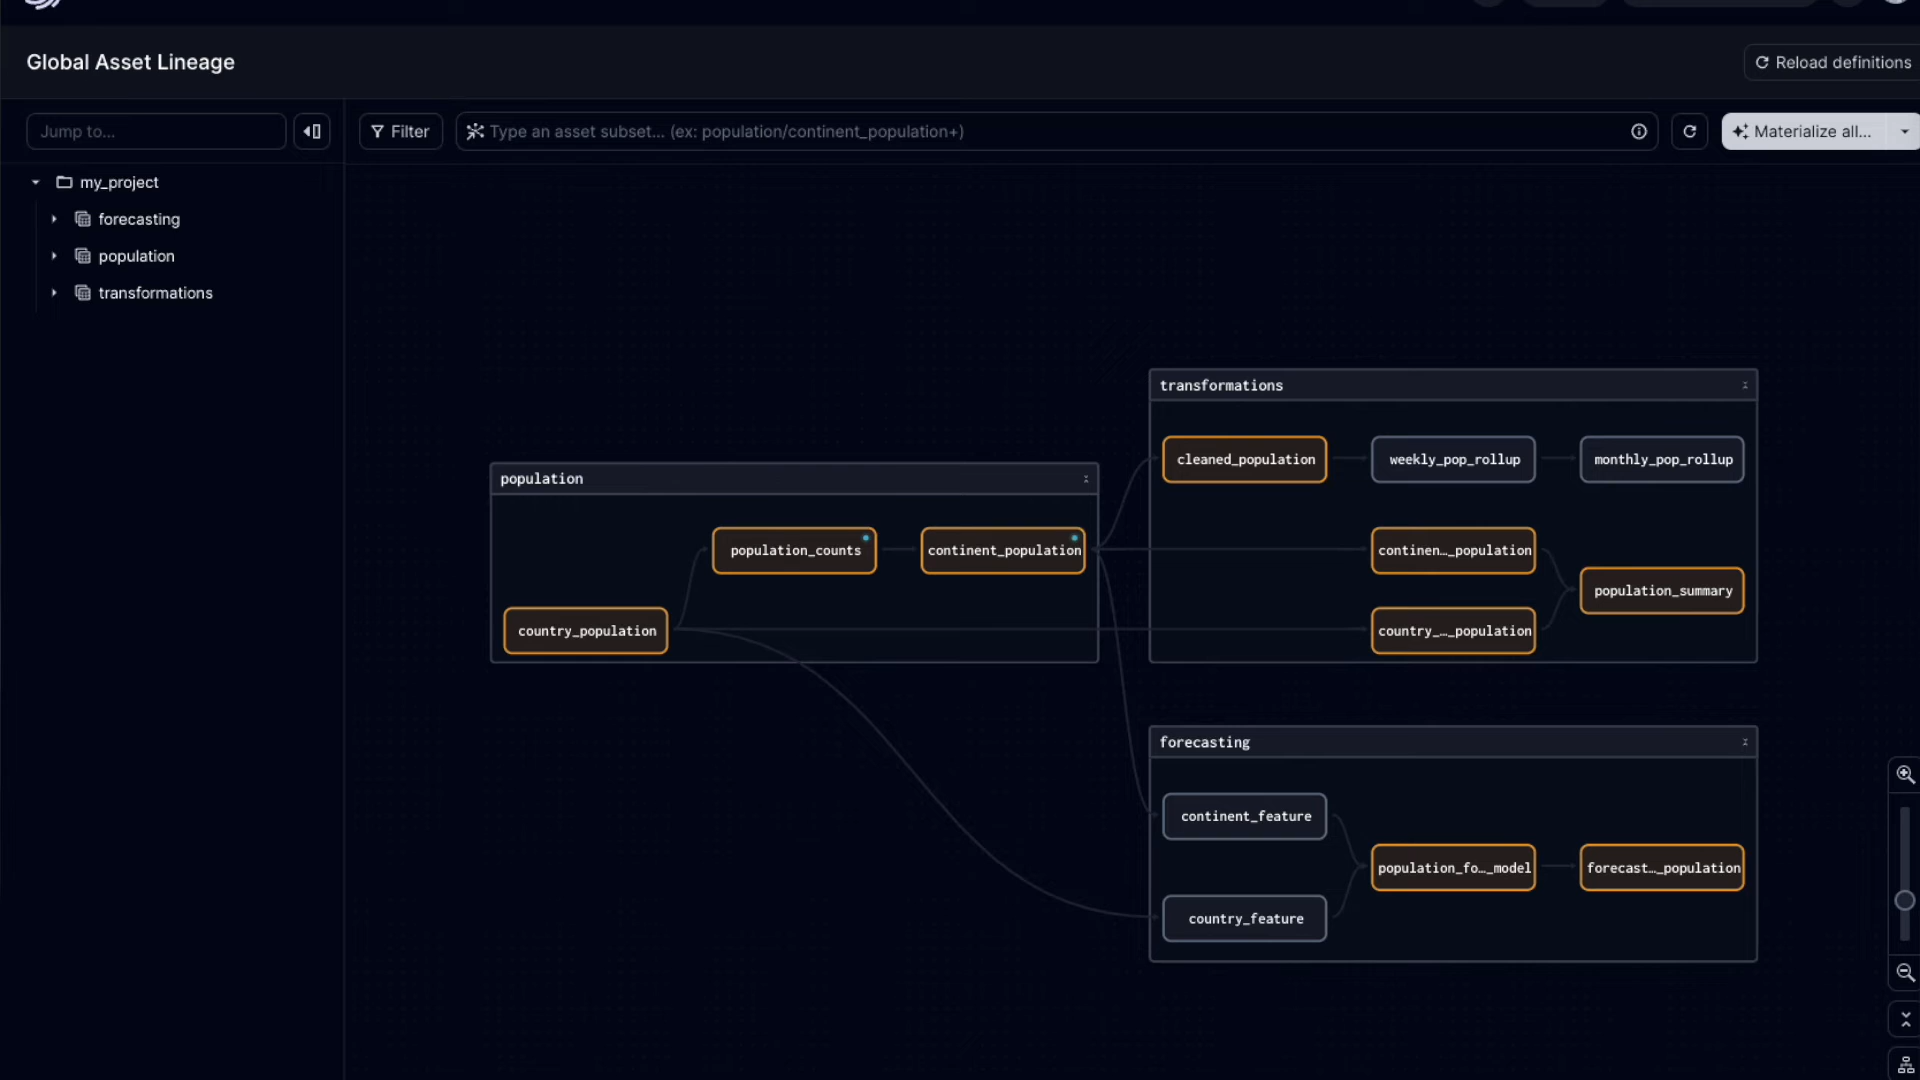 Global Asset Lineage
Reload definitions
Jump to...
Filter
Type an asset subset... (ex: population/continent_population+)
Materialize all...
my_project
forecasting
population
transformations
population
population_counts
continent_population
country_population
transformations
cleaned_population
weekly_pop_rollup
monthly_pop_rollup
continen…_population
population_summary
country_…_population
forecasting
continent_feature
population_fo…_model
forecast…_population
country_feature